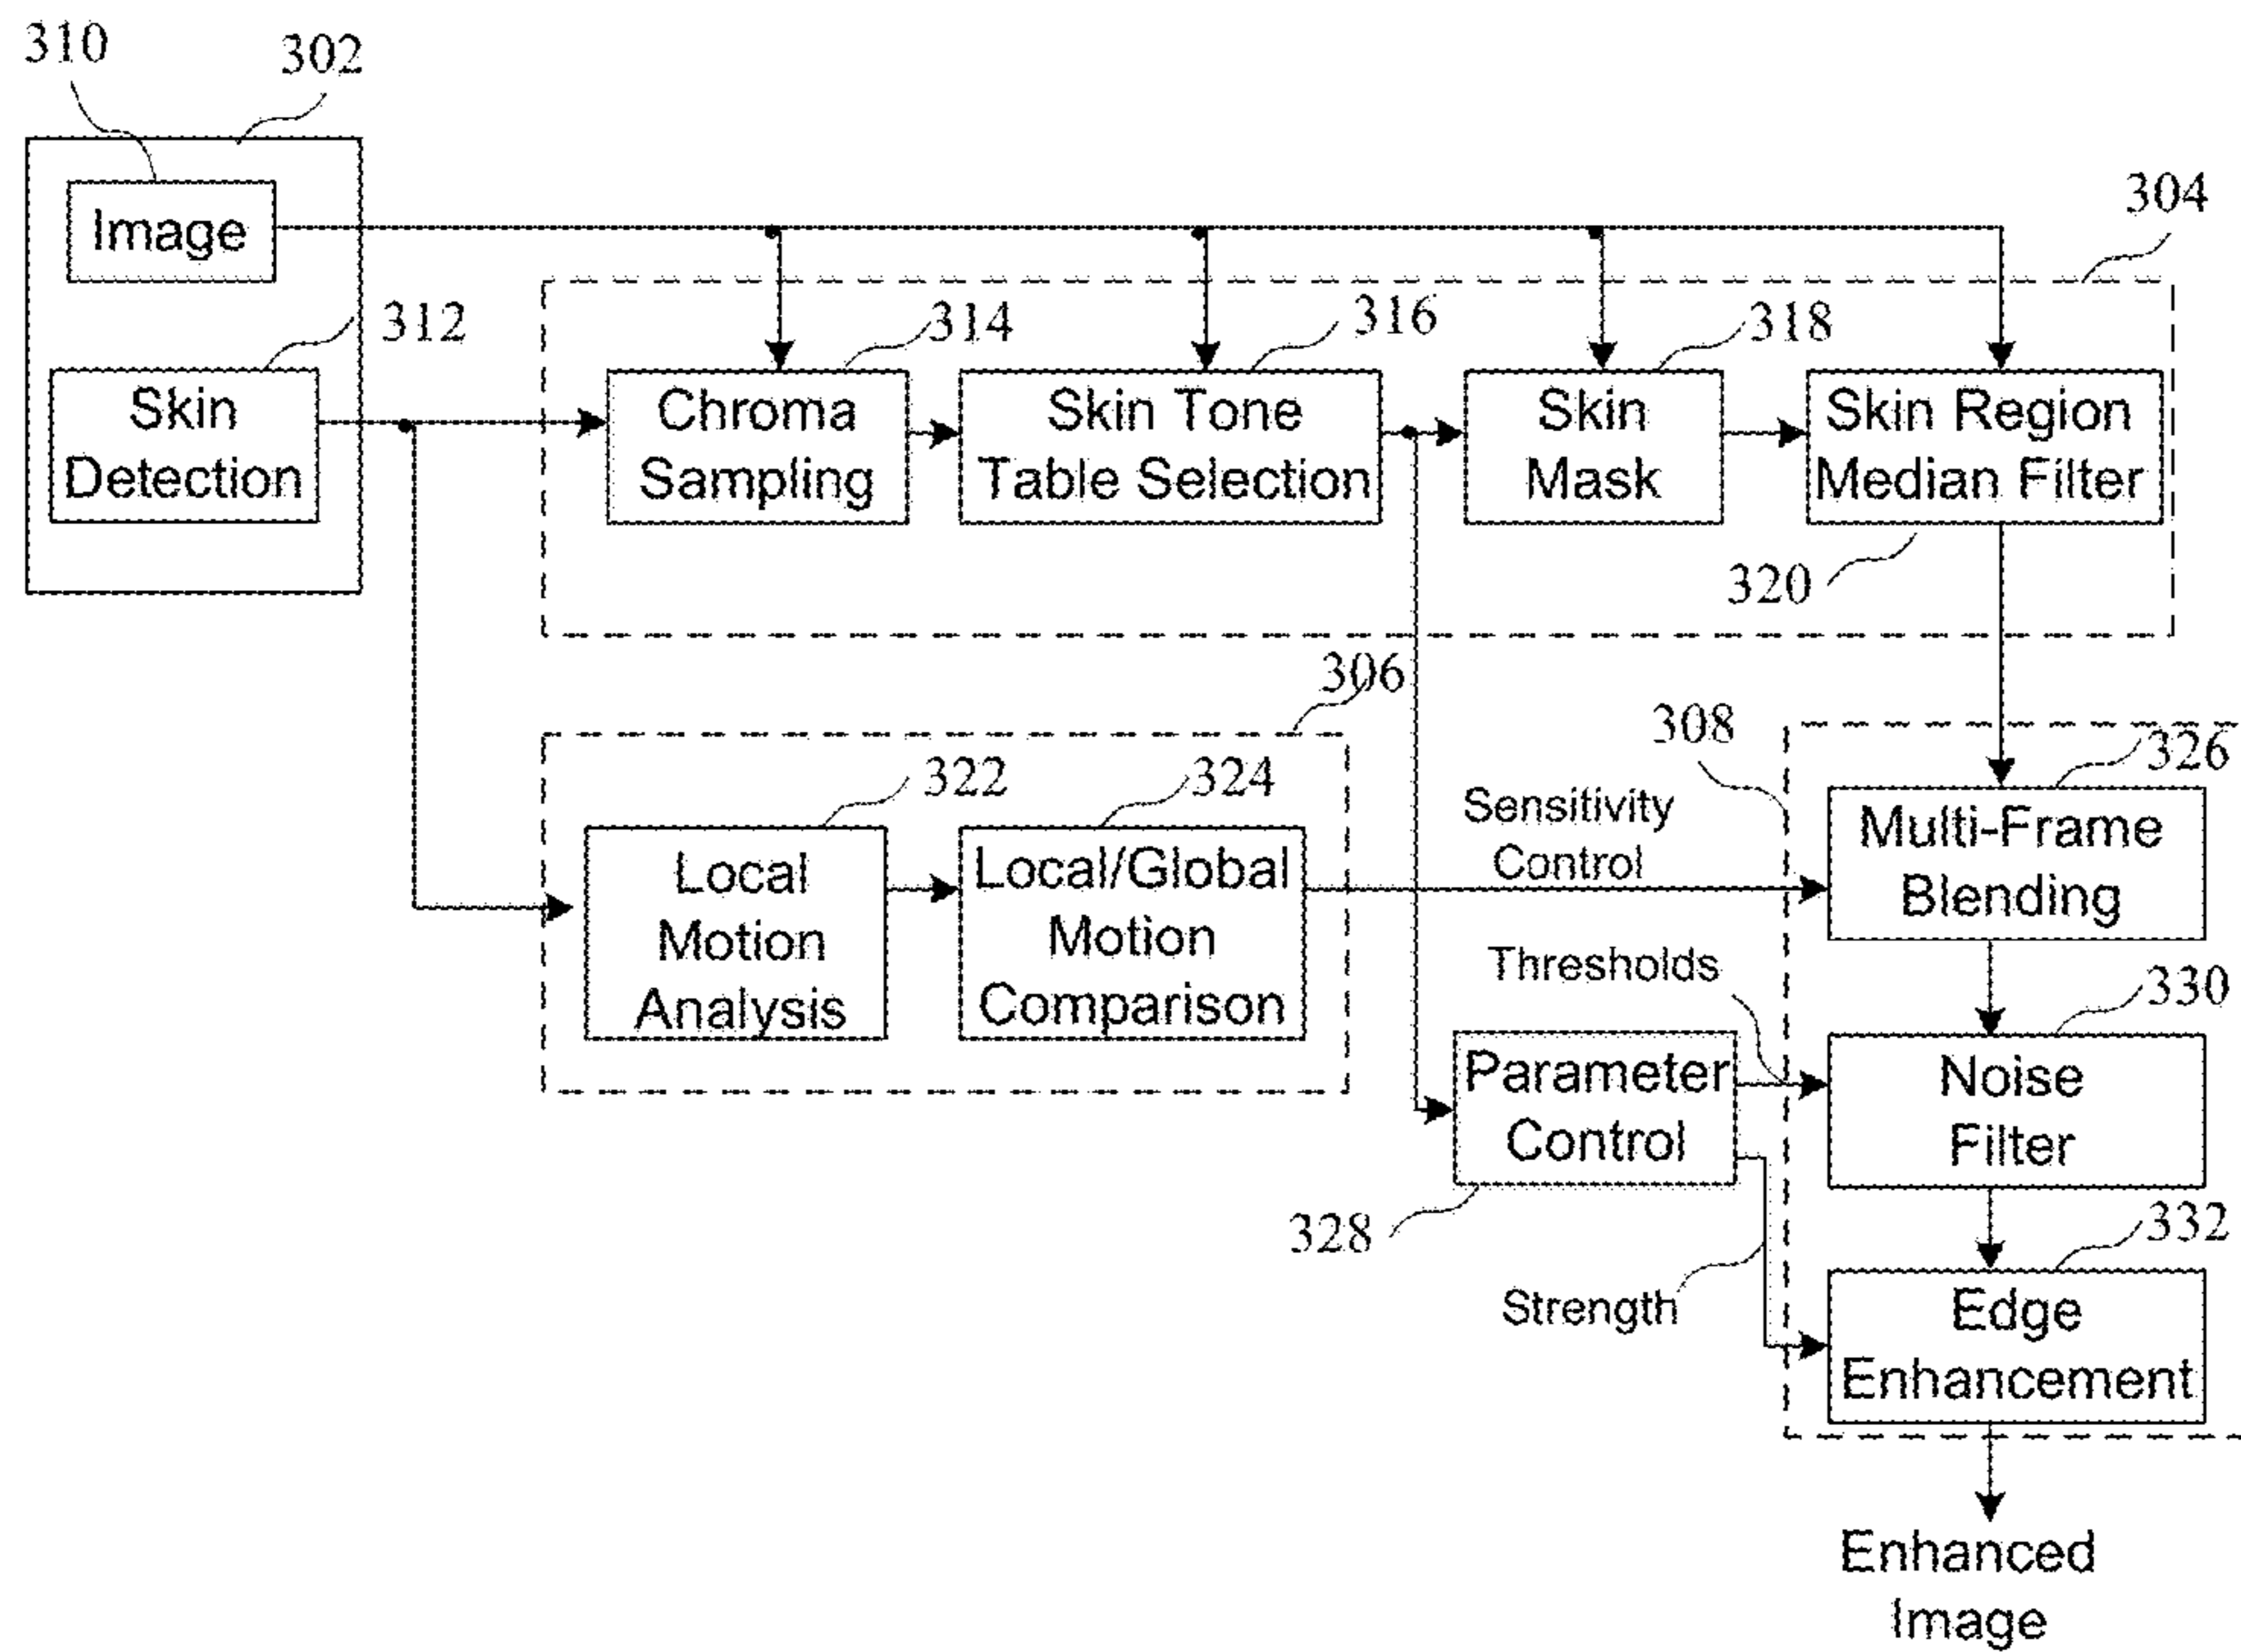 310
302
304
Image
312
314
316
318
Skin
Detection
Chroma
Sampling
Skin Tone
Table Selection
Skin
Mask
Skin Region
Median Filter
320
306
308
322
324
326
Local
Motion
Analysis
Local/Global
Motion
Comparison
Sensitivity
Control
Multi-Frame
Blending
Thresholds
330
Parameter
Control
328
Noise
Filter
332
Strength
Edge
Enhancement
Enhanced
Image